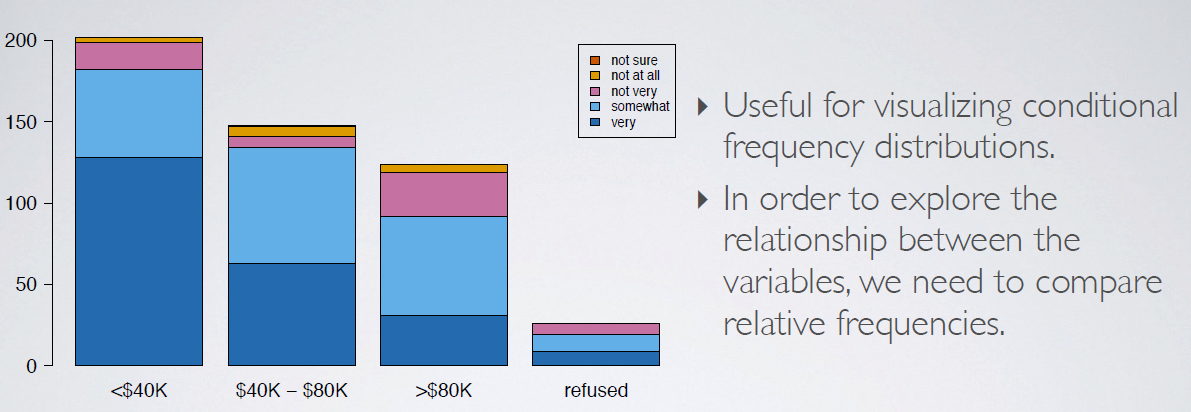 200
150
100
50
0
<$40K
$40K – $80K
>$80K
refused
not sure
not at all
not very
somewhat
very
Useful for visualizing conditional
frequency distributions.
In order to explore the
relationship between the
variables, we need to compare
relative frequencies.